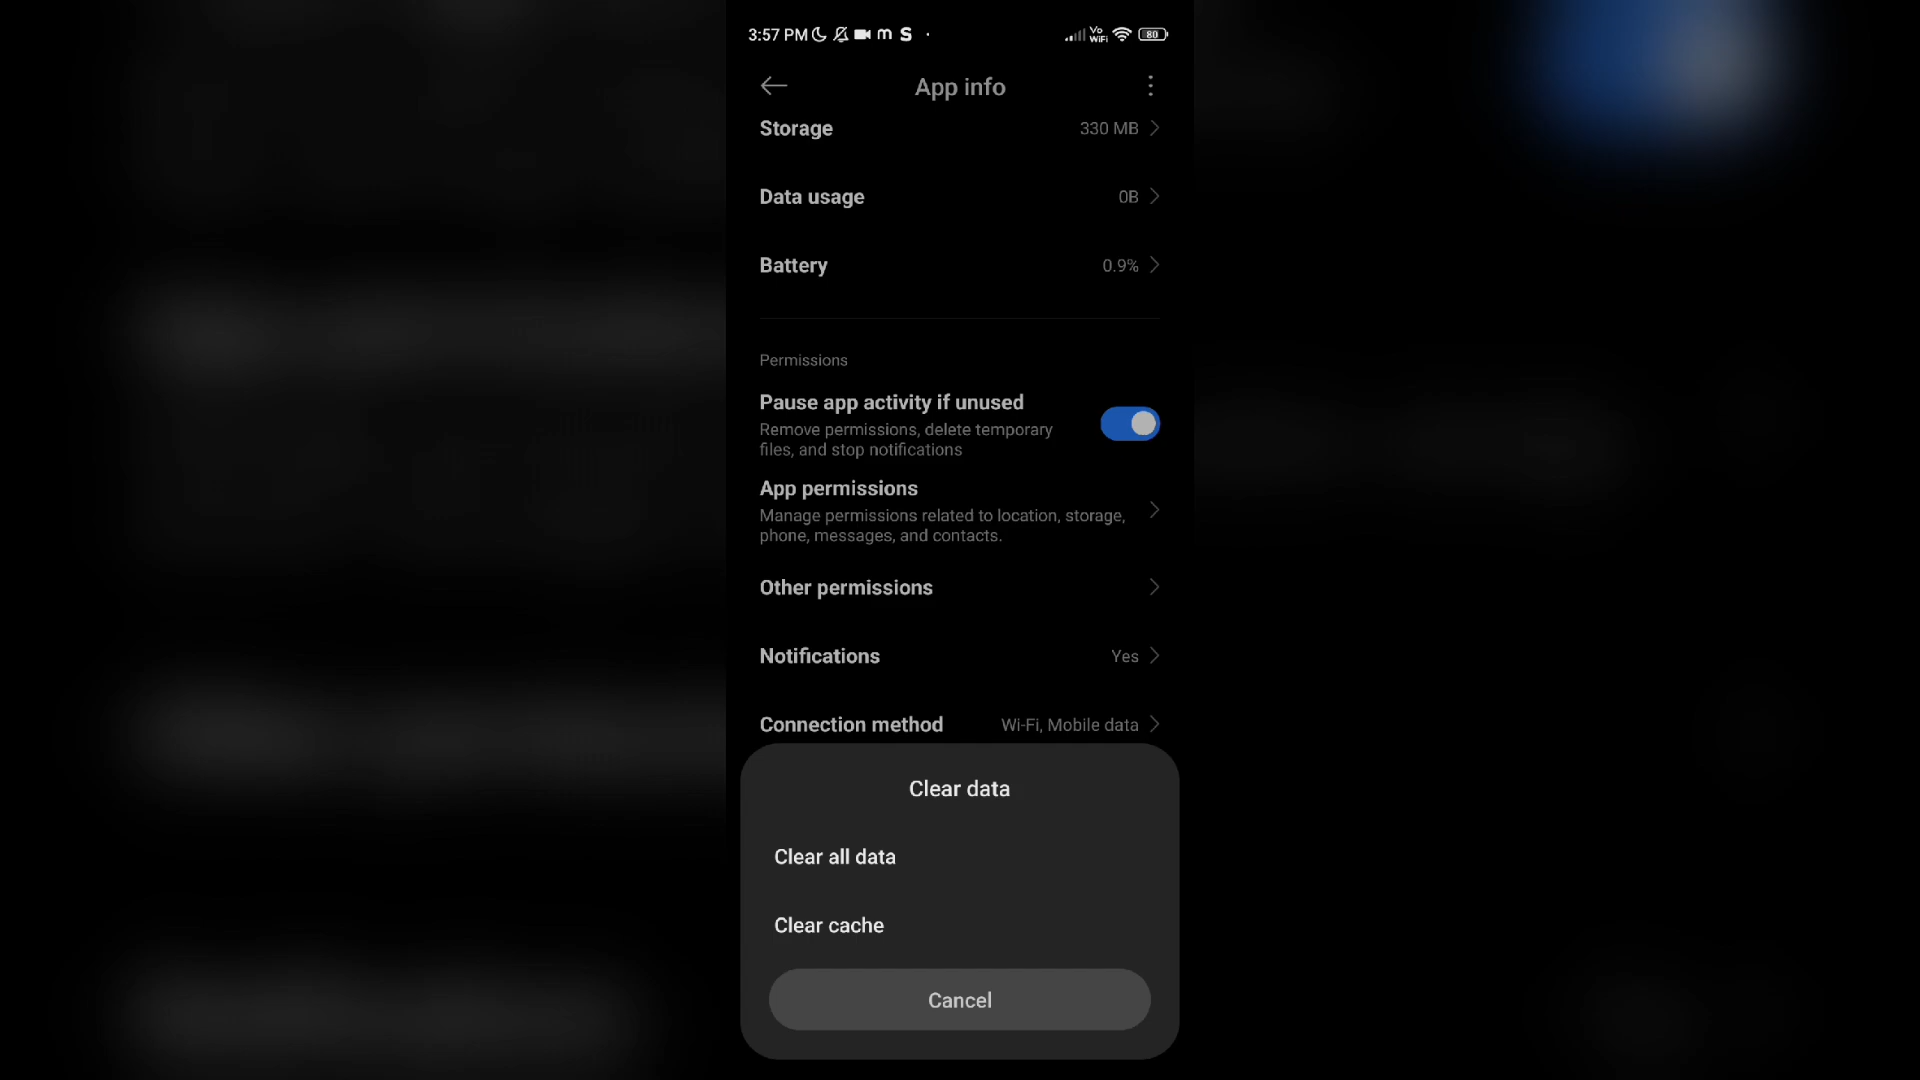 3:57 PM m S Vo WiFi 80
App info
Storage 330 MB
Data usage 0B
Battery 0.9%
Permissions
Pause app activity if unused
Remove permissions, delete temporary
files, and stop notifications
App permissions
Manage permissions related to location, storage,
phone, messages, and contacts.
Other permissions
Notifications Yes
Connection method Wi-Fi, Mobile data
Clear data
Clear all data
Clear cache
Cancel